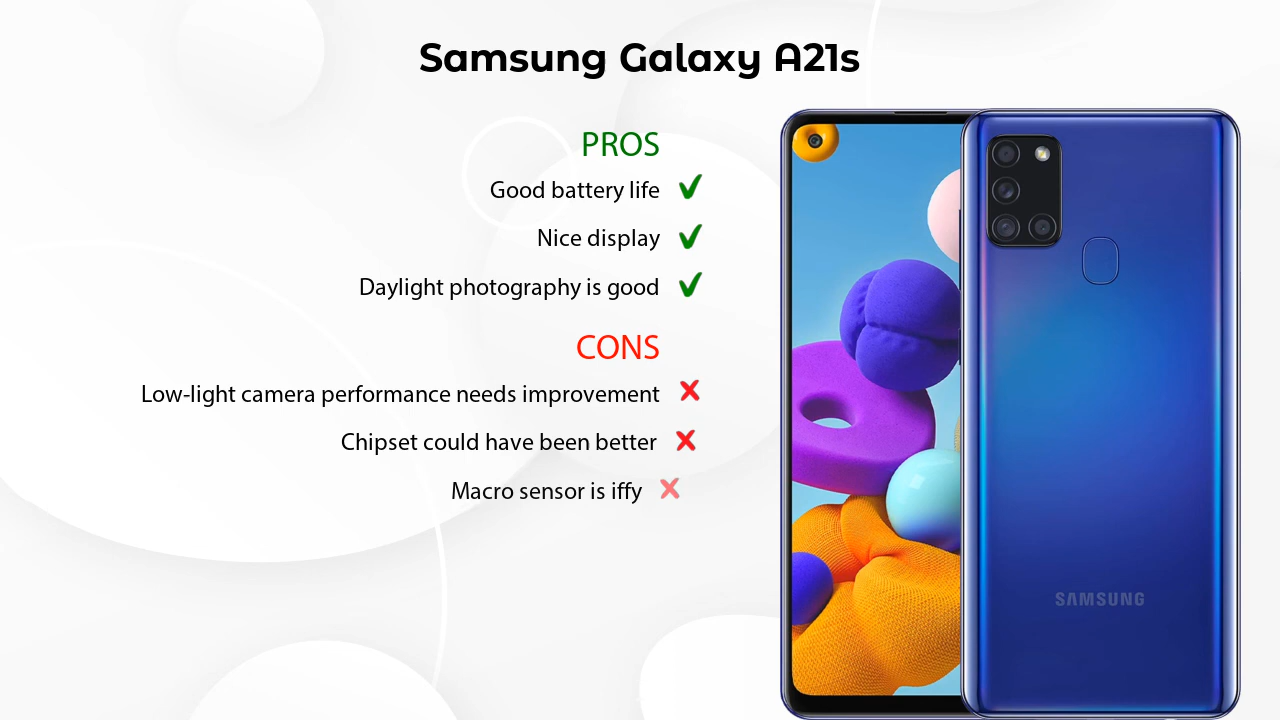 Samsung Galaxy A21s
PROS
Good battery life
Nice display
Daylight photography is good
CONS
Low-light camera performance needs improvement
Chipset could have been better
Macro sensor is iffy
SAMSUNG